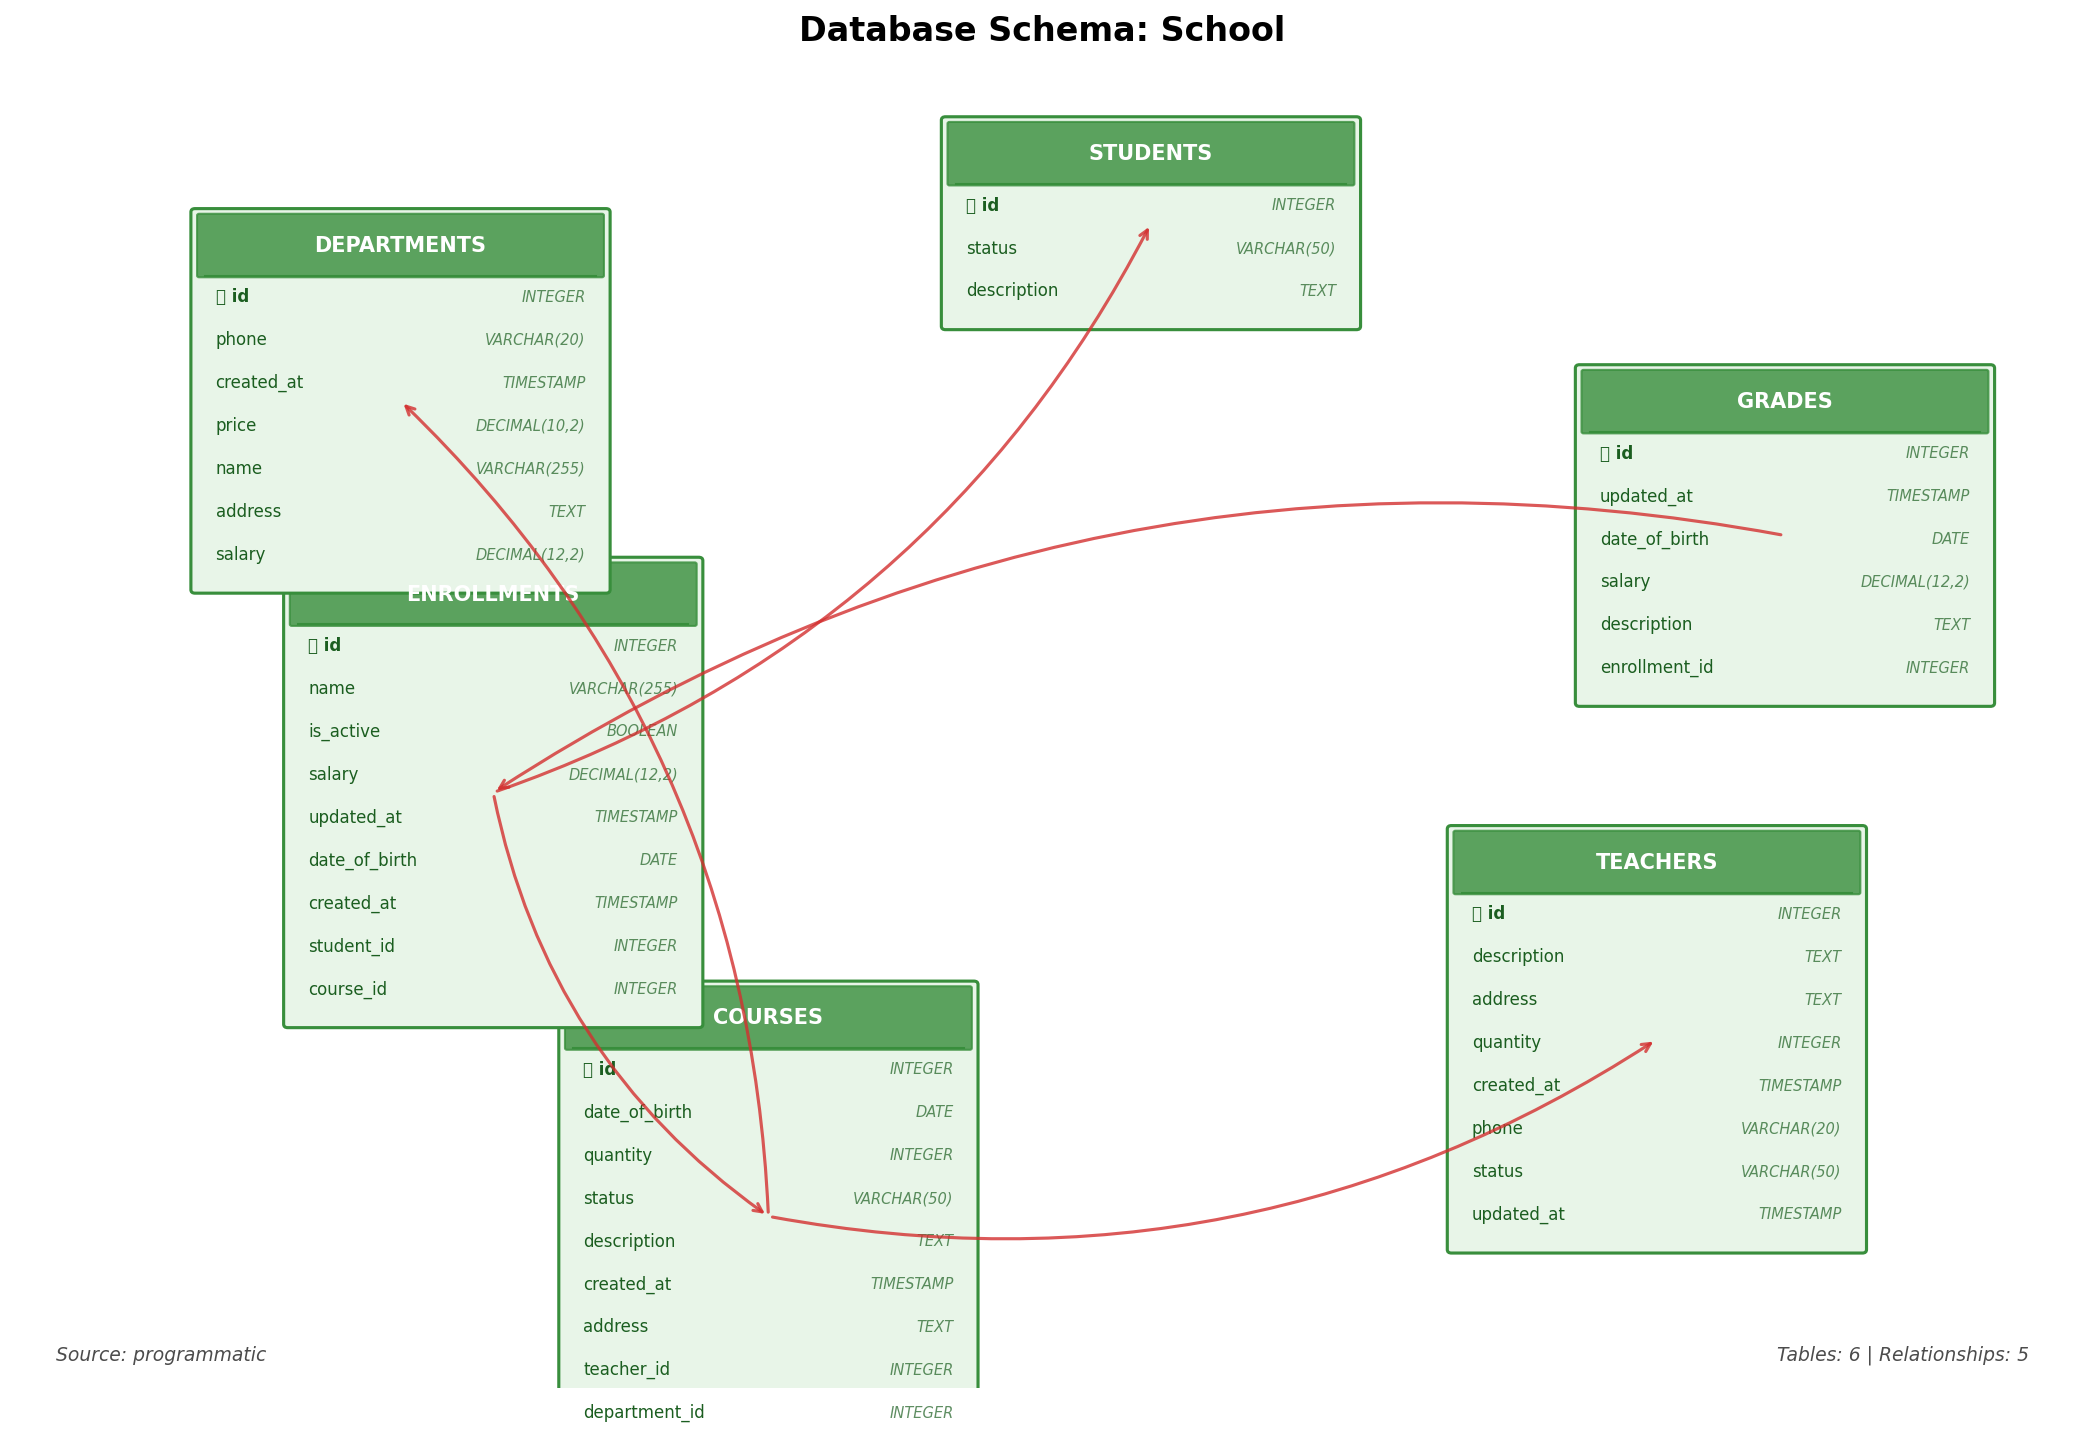 Database Schema: School
STUDENTS
id INTEGER
status VARCHAR(50)
description TEXT
DEPARTMENTS
id INTEGER
phone VARCHAR(20)
created_at TIMESTAMP
price DECIMAL(10,2)
name VARCHAR(255)
address TEXT
salary DECIMAL(12,2)
GRADES
id INTEGER
updated_at TIMESTAMP
date_of_birth DATE
salary DECIMAL(12,2)
description TEXT
enrollment_id INTEGER
ENROLLMENTS
id INTEGER
name VARCHAR(255)
is_active BOOLEAN
salary DECIMAL(12,2)
updated_at TIMESTAMP
date_of_birth DATE
created_at TIMESTAMP
student_id INTEGER
course_id INTEGER
TEACHERS
id INTEGER
description TEXT
address TEXT
quantity INTEGER
created_at TIMESTAMP
phone VARCHAR(20)
status VARCHAR(50)
updated_at TIMESTAMP
COURSES
id INTEGER
date_of_birth DATE
quantity INTEGER
status VARCHAR(50)
description TEXT
created_at TIMESTAMP
address TEXT
teacher_id INTEGER
department_id INTEGER
Source: programmatic
Tables: 6 | Relationships: 5